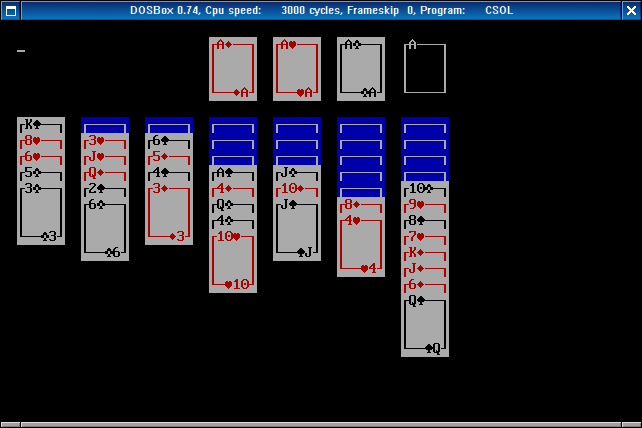 DOSBox 0.74, Cpu speed: 3000 cycles, Frameskip 0, Program: CSOL
A♦ A♥ A♣ A
♦A ♥A ♣A
K♠
8♥ 3♥ 6♠
6♥ J♥ 5♦
5♣ Q♦ 4♠ A♠ J♣
3♣ 2♠ 3♦ 4♦ 10♦ 10♣
6♣ Q♣ J♠ 8♦ 9♥
4♣ 4♥ 8♠
♣3 ♦3 10♥ 7♥
♣6 ♠J K♦
♥4 J♦
♥10 6♦
Q♠
♠Q